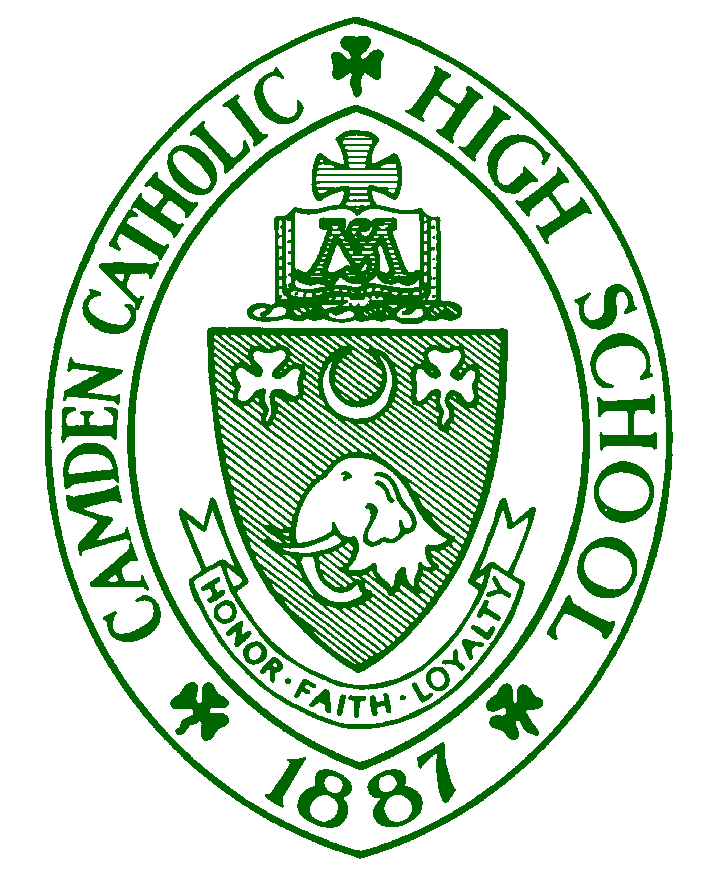 CAMDEN CATHOLIC HIGH SCHOOL
HONOR · FAITH · LOYALTY
1887